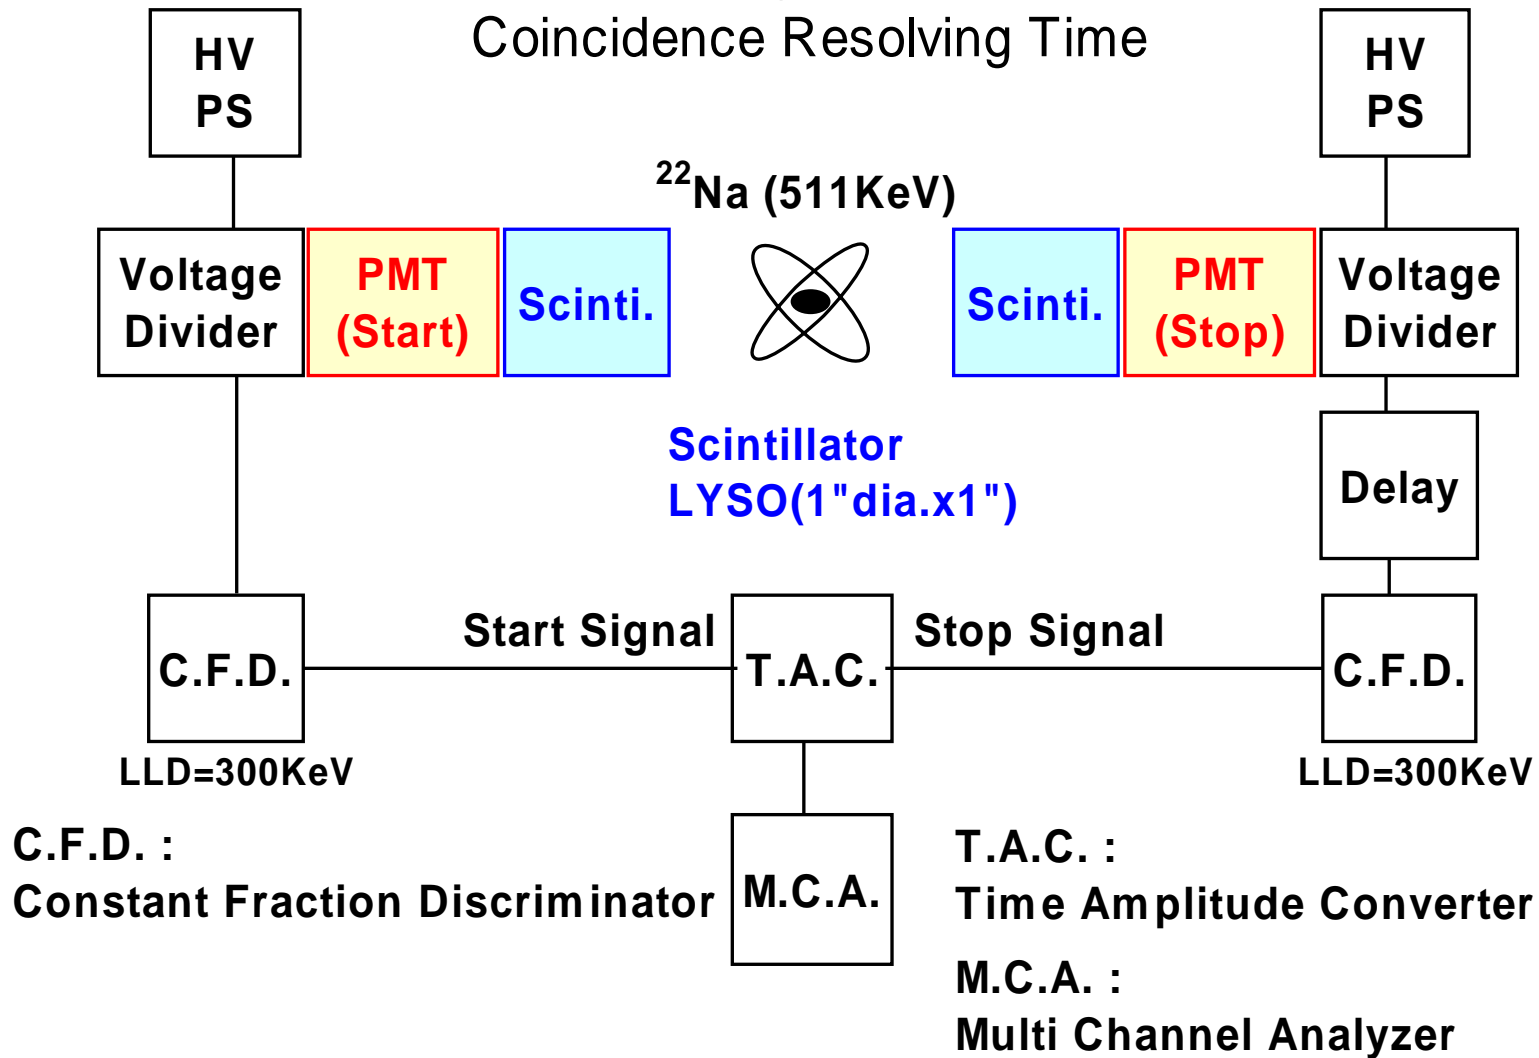 Coincidence Resolving Time
HV
PS
HV
PS
²²Na (511KeV)
Voltage
Divider
PMT
(Start)
Scinti.
Scinti.
PMT
(Stop)
Voltage
Divider
Scintillator
LYSO(1"dia.x1")
Delay
C.F.D.
Start Signal
T.A.C.
Stop Signal
C.F.D.
LLD=300KeV
LLD=300KeV
C.F.D. :
Constant Fraction Discriminator
M.C.A.
T.A.C. :
Time Amplitude Converter
M.C.A. :
Multi Channel Analyzer